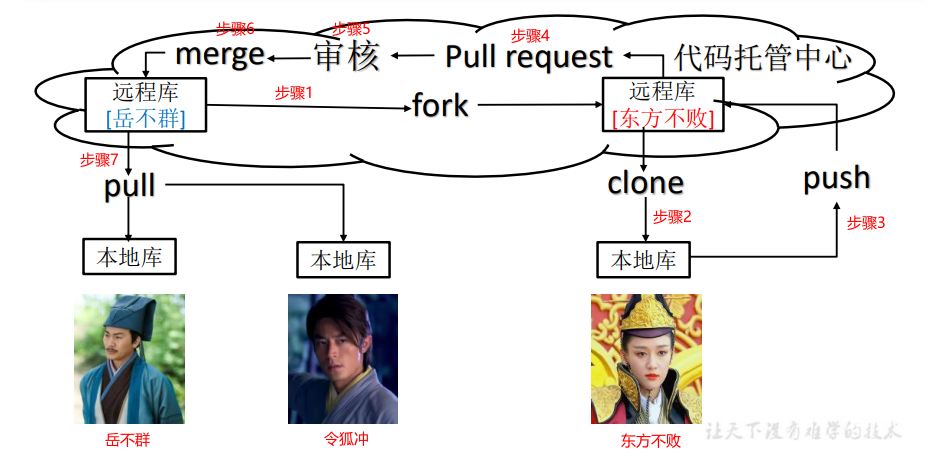 步骤6
步骤5
步骤4
merge
审核
Pull request
代码托管中心
远程库
[岳不群]
步骤1
fork
远程库
[东方不败]
步骤7
pull
clone
push
步骤2
步骤3
本地库
本地库
本地库
岳不群
令狐冲
东方不败
让天下没有难学的技术